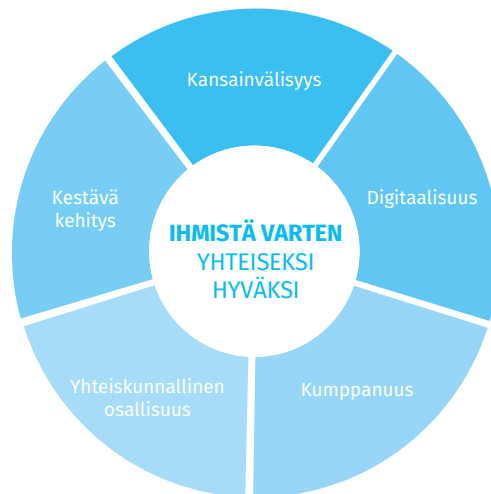 Kansainvälisyys
Kestävä
kehitys
Digitaalisuus
IHMISTÄ VARTEN
YHTEISEKSI
HYVÄKSI
Yhteiskunnallinen
osallisuus
Kumppanuus